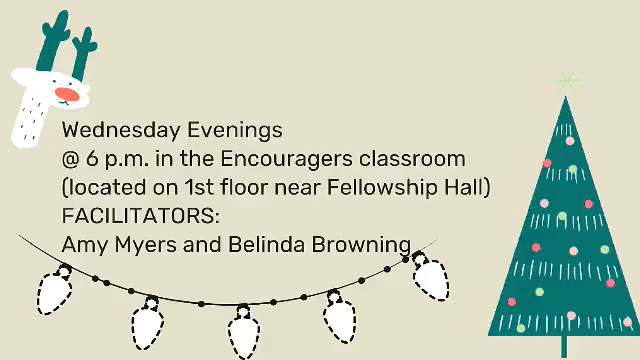 Wednesday Evenings
@ 6 p.m. in the Encouragers classroom
(located on 1st floor near Fellowship Hall)
FACILITATORS:
Amy Myers and Belinda Browning